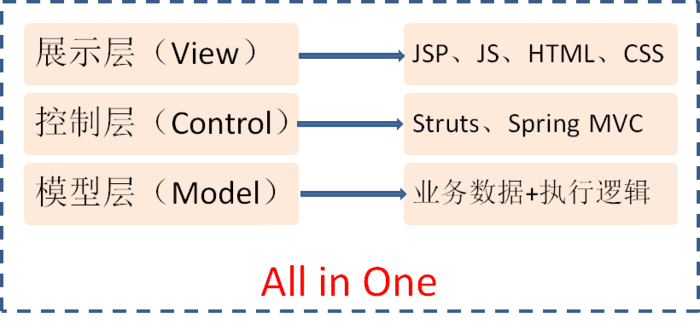 展示层（View） JSP、JS、HTML、CSS
控制层（Control） Struts、Spring MVC
模型层（Model） 业务数据+执行逻辑
All in One